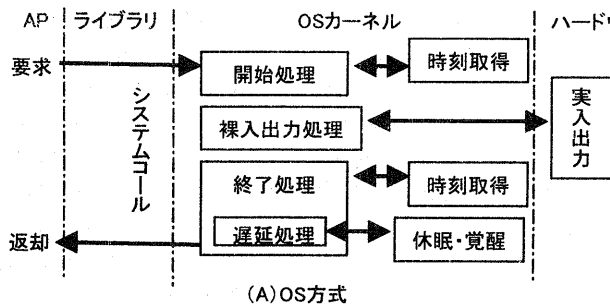 AP
ライブラリ
OSカーネル
ハードウ
要求
開始処理
時刻取得
システムコール
裸入出力処理
実入出力
終了処理
時刻取得
遅延処理
休眠・覚醒
返却
(A)OS方式